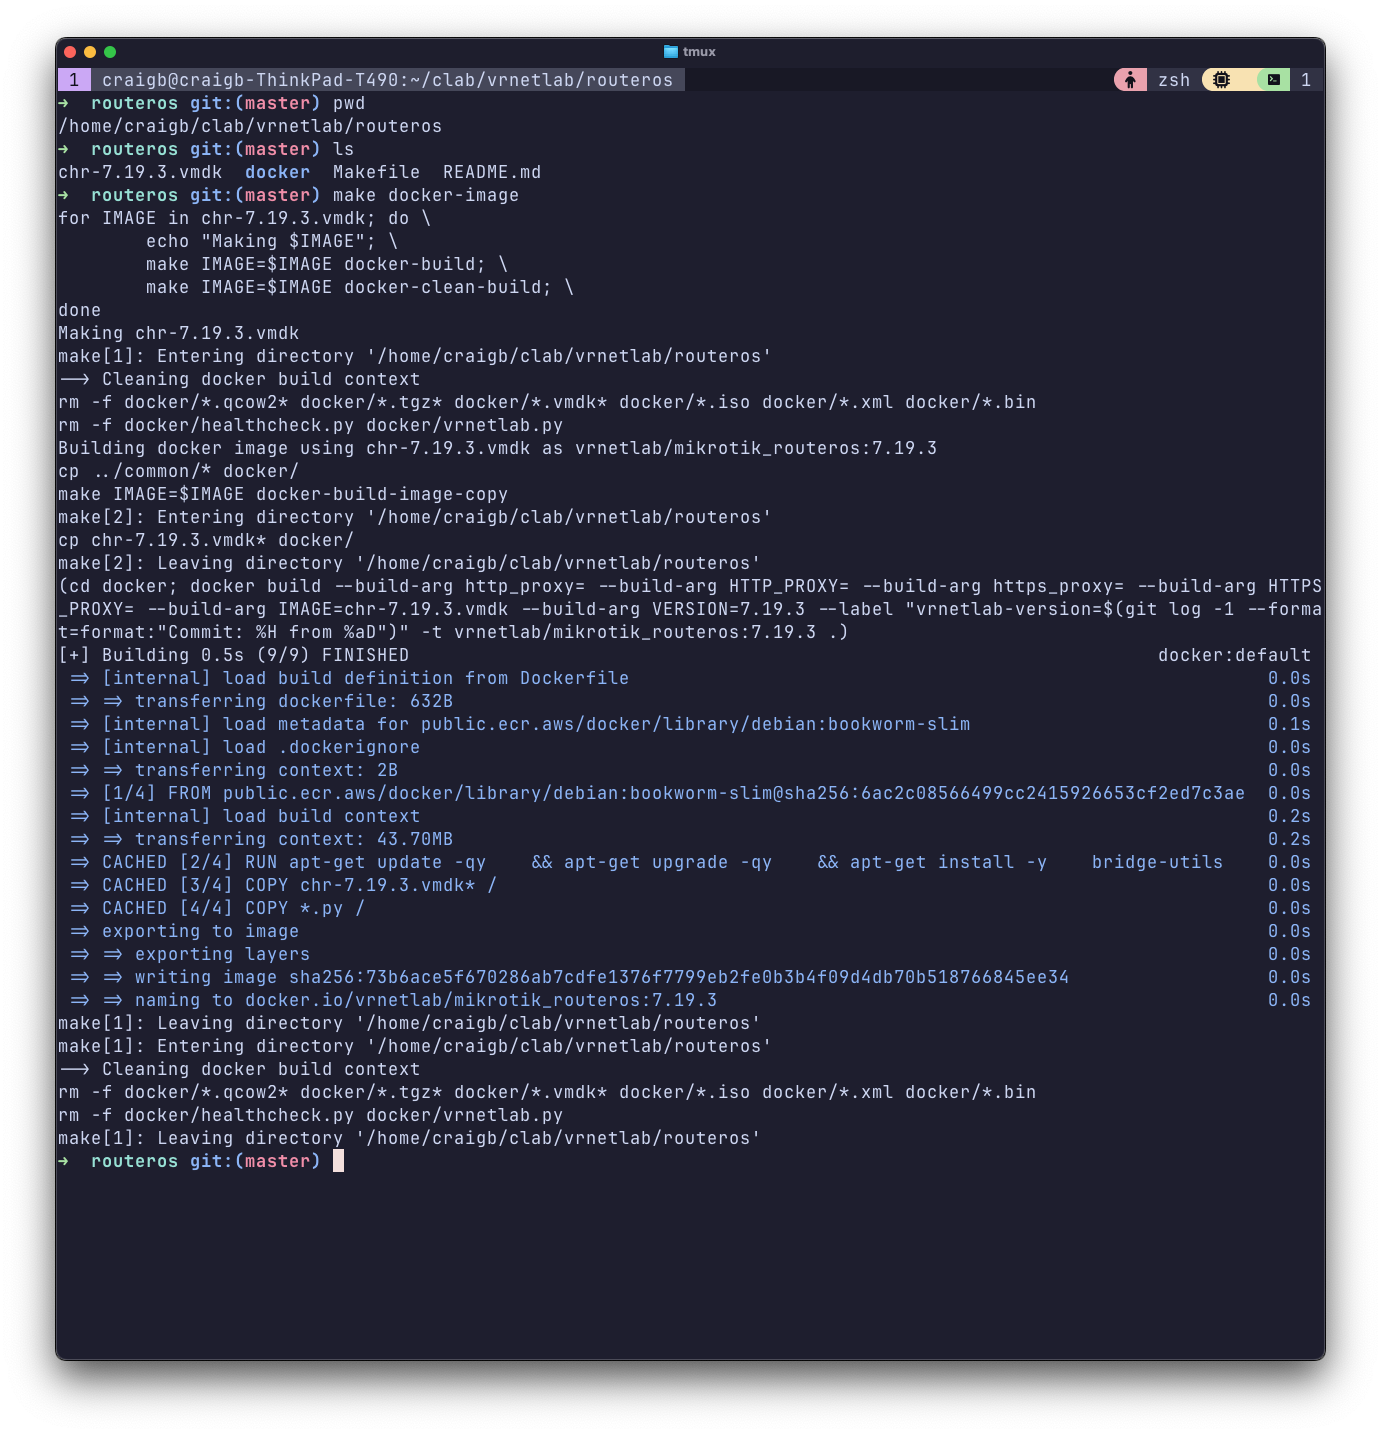 tmux
1 craigb@craigb-ThinkPad-T490:~/clab/vrnetlab/routeros zsh 1
→ routeros git:(master) pwd
/home/craigb/clab/vrnetlab/routeros
→ routeros git:(master) ls
chr-7.19.3.vmdk docker Makefile README.md
→ routeros git:(master) make docker-image
for IMAGE in chr-7.19.3.vmdk; do \
echo "Making $IMAGE"; \
make IMAGE=$IMAGE docker-build; \
make IMAGE=$IMAGE docker-clean-build; \
done
Making chr-7.19.3.vmdk
make[1]: Entering directory '/home/craigb/clab/vrnetlab/routeros'
--> Cleaning docker build context
rm -f docker/*.qcow2* docker/*.tgz* docker/*.vmdk* docker/*.iso docker/*.xml docker/*.bin
rm -f docker/healthcheck.py docker/vrnetlab.py
Building docker image using chr-7.19.3.vmdk as vrnetlab/mikrotik_routeros:7.19.3
cp ../common/* docker/
make IMAGE=$IMAGE docker-build-image-copy
make[2]: Entering directory '/home/craigb/clab/vrnetlab/routeros'
cp chr-7.19.3.vmdk* docker/
make[2]: Leaving directory '/home/craigb/clab/vrnetlab/routeros'
(cd docker; docker build --build-arg http_proxy= --build-arg HTTP_PROXY= --build-arg https_proxy= --build-arg HTTPS
_PROXY= --build-arg IMAGE=chr-7.19.3.vmdk --build-arg VERSION=7.19.3 --label "vrnetlab-version=$(git log -1 --forma
t=format:"Commit: %H from %aD")" -t vrnetlab/mikrotik_routeros:7.19.3 .)
[+] Building 0.5s (9/9) FINISHED docker:default
=> [internal] load build definition from Dockerfile 0.0s
=> => transferring dockerfile: 632B 0.0s
=> [internal] load metadata for public.ecr.aws/docker/library/debian:bookworm-slim 0.1s
=> [internal] load .dockerignore 0.0s
=> => transferring context: 2B 0.0s
=> [1/4] FROM public.ecr.aws/docker/library/debian:bookworm-slim@sha256:6ac2c08566499cc2415926653cf2ed7c3ae 0.0s
=> [internal] load build context 0.2s
=> => transferring context: 43.70MB 0.2s
=> CACHED [2/4] RUN apt-get update -qy && apt-get upgrade -qy && apt-get install -y bridge-utils 0.0s
=> CACHED [3/4] COPY chr-7.19.3.vmdk* / 0.0s
=> CACHED [4/4] COPY *.py / 0.0s
=> exporting to image 0.0s
=> => exporting layers 0.0s
=> => writing image sha256:73b6ace5f670286ab7cdfe1376f7799eb2fe0b3b4f09d4db70b518766845ee34 0.0s
=> => naming to docker.io/vrnetlab/mikrotik_routeros:7.19.3 0.0s
make[1]: Leaving directory '/home/craigb/clab/vrnetlab/routeros'
make[1]: Entering directory '/home/craigb/clab/vrnetlab/routeros'
--> Cleaning docker build context
rm -f docker/*.qcow2* docker/*.tgz* docker/*.vmdk* docker/*.iso docker/*.xml docker/*.bin
rm -f docker/healthcheck.py docker/vrnetlab.py
make[1]: Leaving directory '/home/craigb/clab/vrnetlab/routeros'
→ routeros git:(master)